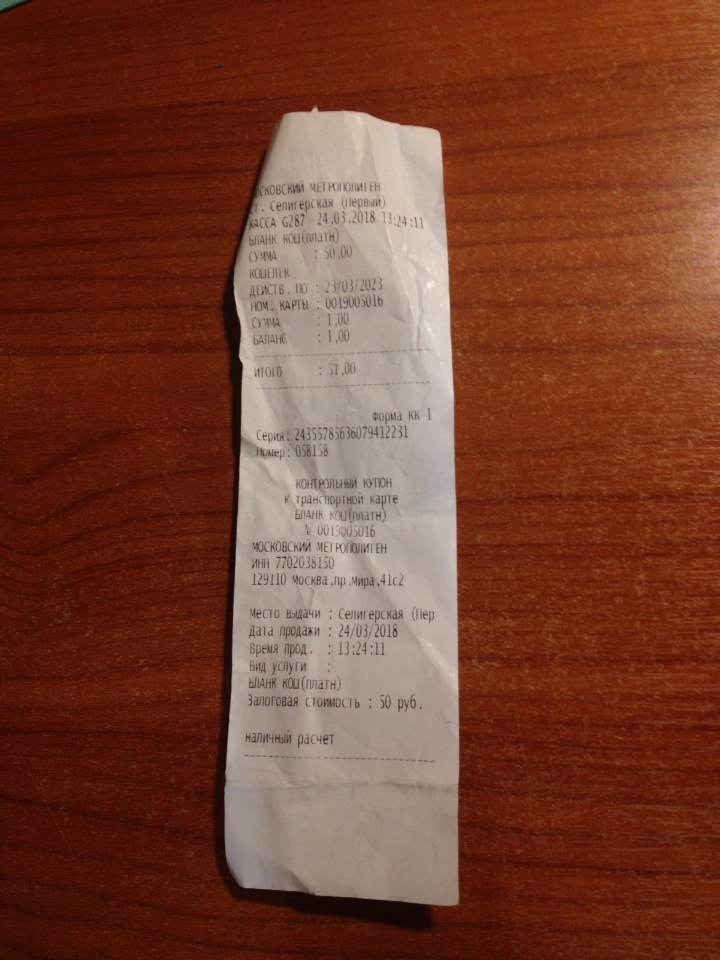 МОСКОВСКИЙ МЕТРОПОЛИТЕН
СТ. Селигерская (Первый)
КАССА G287 24.03.2018 13:24:11
БЛАНК КОШ(платн)
СУММА : 50,00
КОШЕЛЕК
ДЕЙСТВ. ПО : 23/03/2023
НОМ. КАРТЫ : 0019005016
СУММА : 1,00
БАЛАНС : 1,00
ИТОГО : 51,00
Форма КК-1
Серия: 24355785636079412231
Номер: 058158
КОНТРОЛЬНЫЙ КУПОН
к транспортной карте
БЛАНК КОШ(платн)
№ 0019005016
МОСКОВСКИЙ МЕТРОПОЛИТЕН
ИНН 7702038150
129110 Москва,пр.Мира,41с2
Место выдачи : Селигерская (Пер
Дата продажи : 24/03/2018
Время прод. : 13:24:11
Вид услуги :
БЛАНК КОШ(платн)
Залоговая стоимость : 50 руб.
наличный расчет